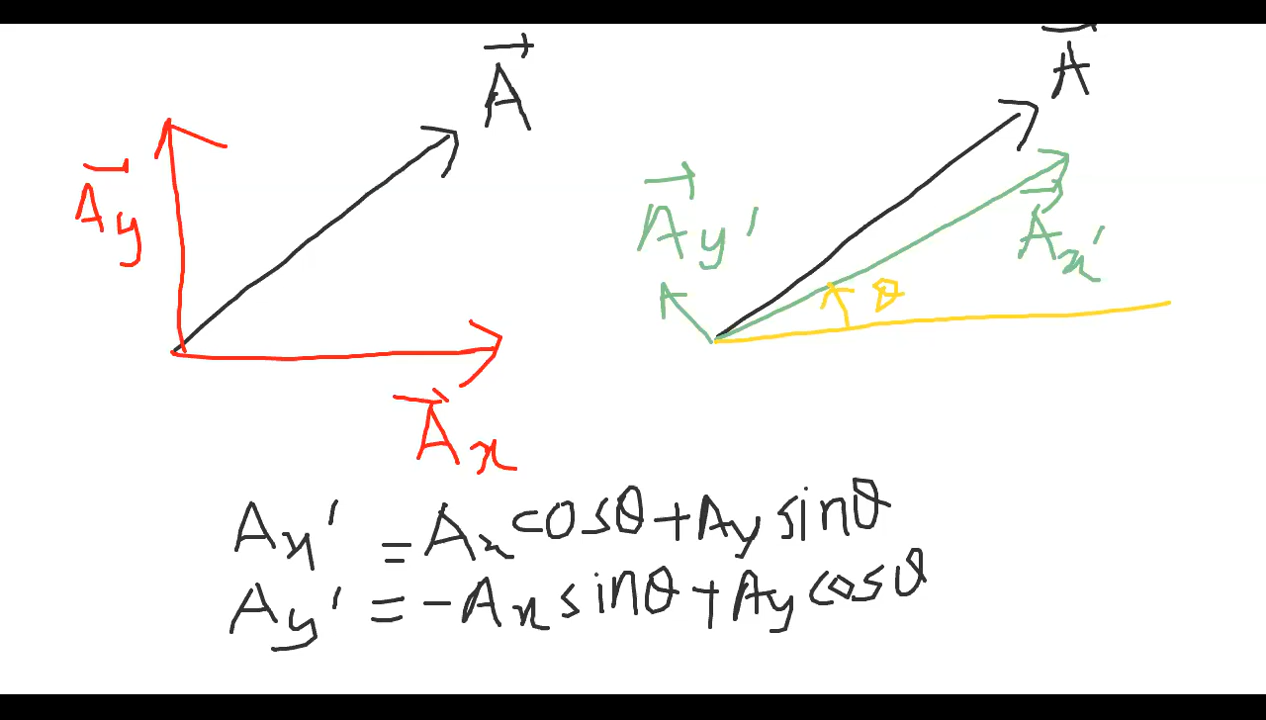 A⃗
A⃗y
A⃗x
A⃗
A⃗y'
A⃗x'
θ
Ax' = Ax cosθ + Ay sinθ
Ay' = -Ax sinθ + Ay cosθ